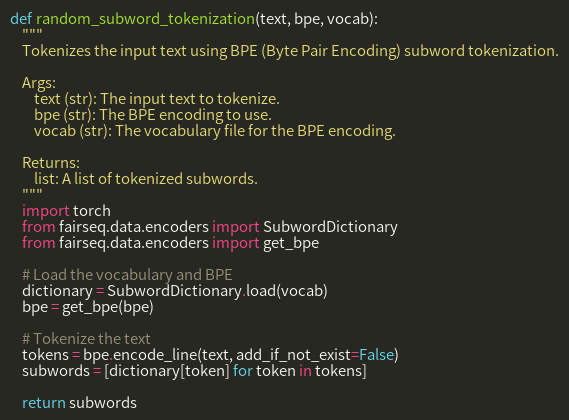 def random_subword_tokenization(text, bpe, vocab):
"""
Tokenizes the input text using BPE (Byte Pair Encoding) subword tokenization.
Args:
text (str): The input text to tokenize.
bpe (str): The BPE encoding to use.
vocab (str): The vocabulary file for the BPE encoding.
Returns:
list: A list of tokenized subwords.
"""
import torch
from fairseq.data.encoders import SubwordDictionary
from fairseq.data.encoders import get_bpe
# Load the vocabulary and BPE
dictionary = SubwordDictionary.load(vocab)
bpe = get_bpe(bpe)
# Tokenize the text
tokens = bpe.encode_line(text, add_if_not_exist=False)
subwords = [dictionary[token] for token in tokens]
return subwords